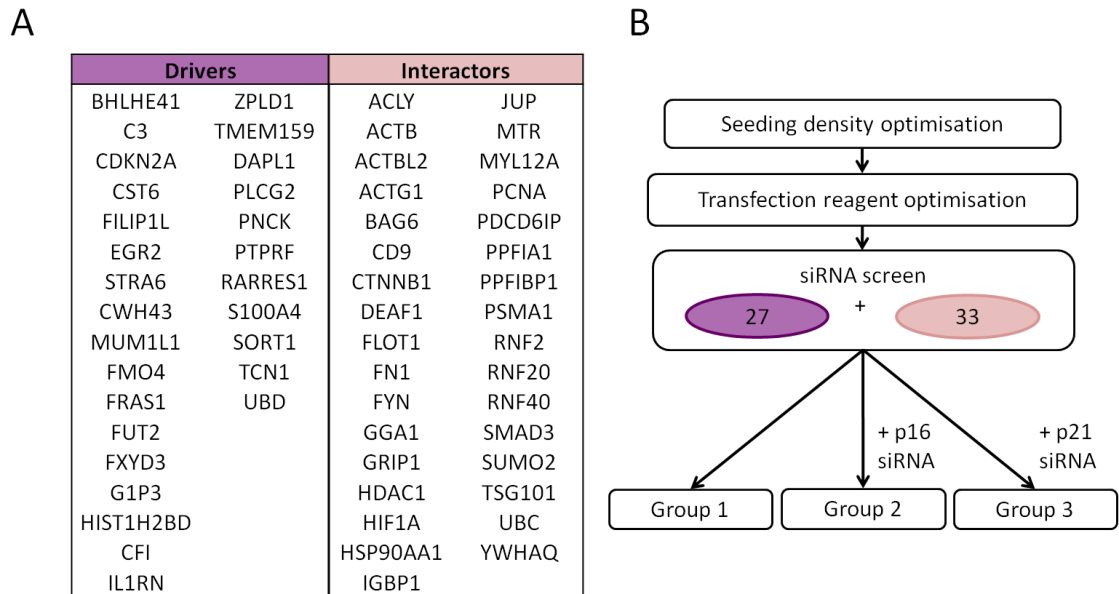 A
Drivers Interactors
BHLHE41 ZPLD1 ACLY JUP
C3 TMEM159 ACTB MTR
CDKN2A DAPL1 ACTBL2 MYL12A
CST6 PLCG2 ACTG1 PCNA
FILIP1L PNCK BAG6 PDCD6IP
EGR2 PTPRF CD9 PPFIA1
STRA6 RARRES1 CTNNB1 PPFIBP1
CWH43 S100A4 DEAF1 PSMA1
MUM1L1 SORT1 FLOT1 RNF2
FMO4 TCN1 FN1 RNF20
FRAS1 UBD FYN RNF40
FUT2 GGA1 SMAD3
FXYD3 GRIP1 SUMO2
G1P3 HDAC1 TSG101
HIST1H2BD HIF1A UBC
CFI HSP90AA1 YWHAQ
IL1RN IGBP1
B
Seeding density optimisation
Transfection reagent optimisation
siRNA screen
27 + 33
+ p16
siRNA
+ p21
siRNA
Group 1
Group 2
Group 3